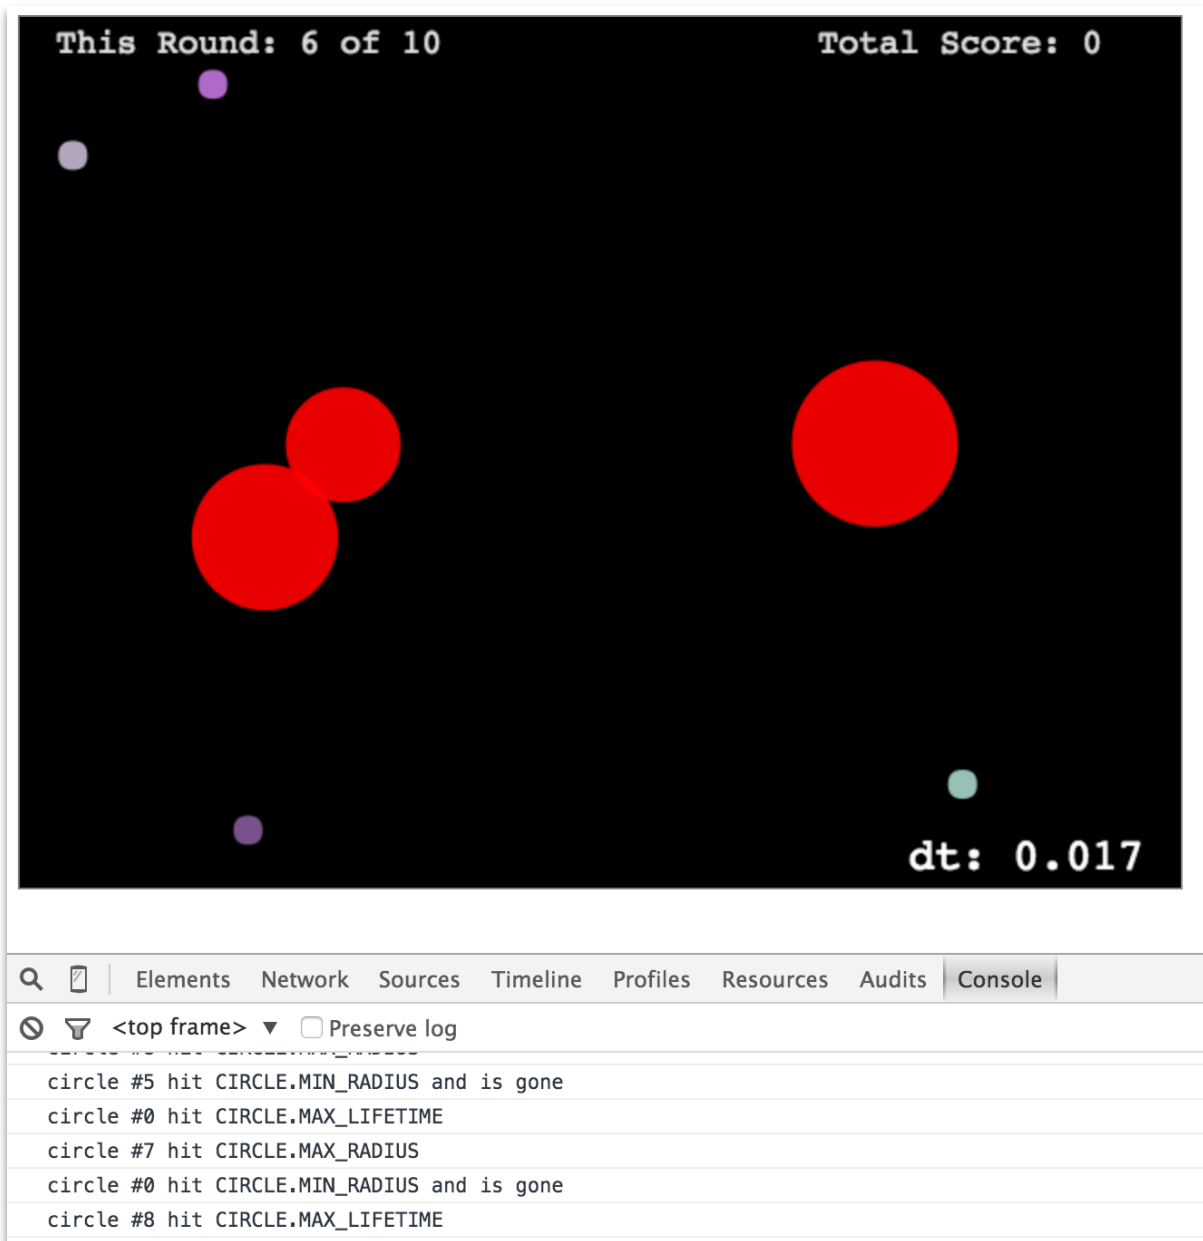 This Round: 6 of 10 Total Score: 0
dt: 0.017
Elements Network Sources Timeline Profiles Resources Audits Console
<top frame> ▼ Preserve log
circle #5 hit CIRCLE.MIN_RADIUS and is gone
circle #0 hit CIRCLE.MAX_LIFETIME
circle #7 hit CIRCLE.MAX_RADIUS
circle #0 hit CIRCLE.MIN_RADIUS and is gone
circle #8 hit CIRCLE.MAX_LIFETIME